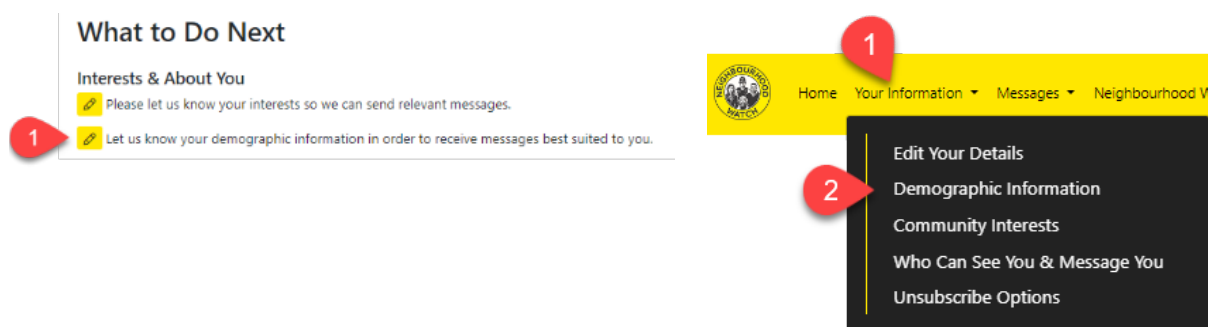 What to Do Next
Interests & About You
Please let us know your interests so we can send relevant messages.
1
Let us know your demographic information in order to receive messages best suited to you.
1
NEIGHBOURHOOD WATCH
Home Your Information Messages Neighbourhood W
Edit Your Details
2
Demographic Information
Community Interests
Who Can See You & Message You
Unsubscribe Options